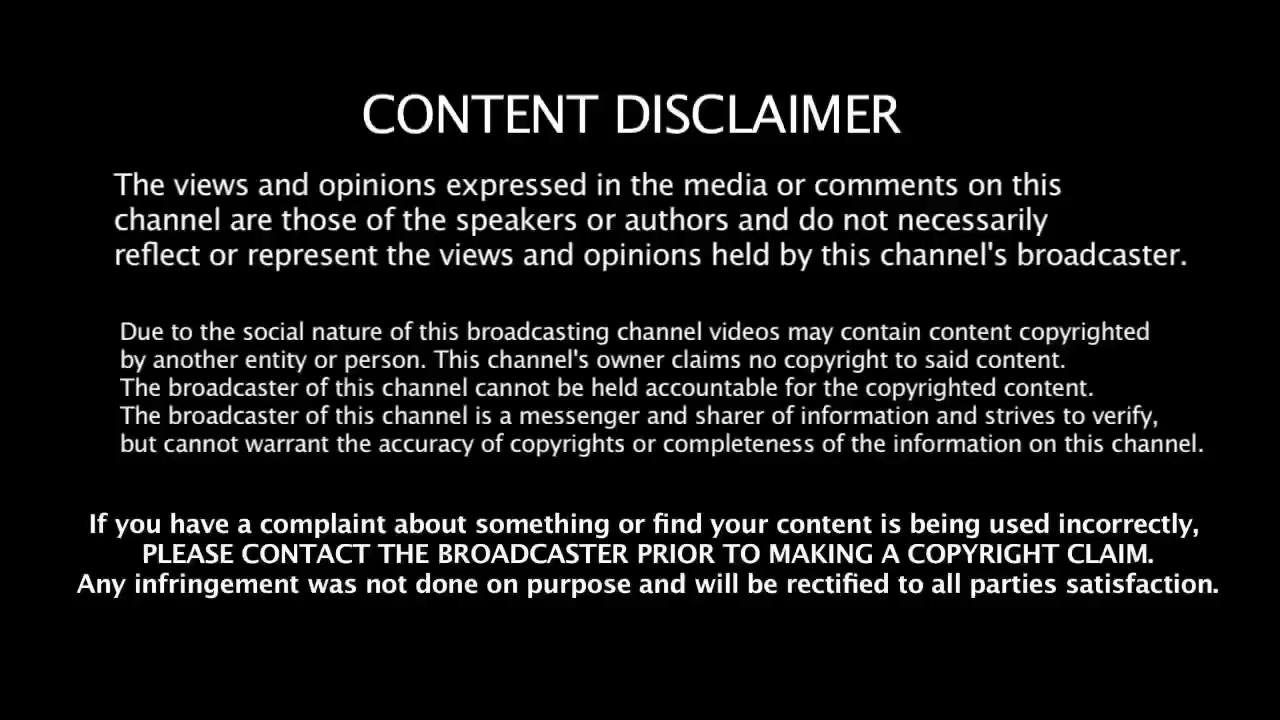 CONTENT DISCLAIMER
The views and opinions expressed in the media or comments on this
channel are those of the speakers or authors and do not necessarily
reflect or represent the views and opinions held by this channel's broadcaster.
Due to the social nature of this broadcasting channel videos may contain content copyrighted
by another entity or person. This channel's owner claims no copyright to said content.
The broadcaster of this channel cannot be held accountable for the copyrighted content.
The broadcaster of this channel is a messenger and sharer of information and strives to verify,
but cannot warrant the accuracy of copyrights or completeness of the information on this channel.
If you have a complaint about something or find your content is being used incorrectly,
PLEASE CONTACT THE BROADCASTER PRIOR TO MAKING A COPYRIGHT CLAIM.
Any infringement was not done on purpose and will be rectified to all parties satisfaction.